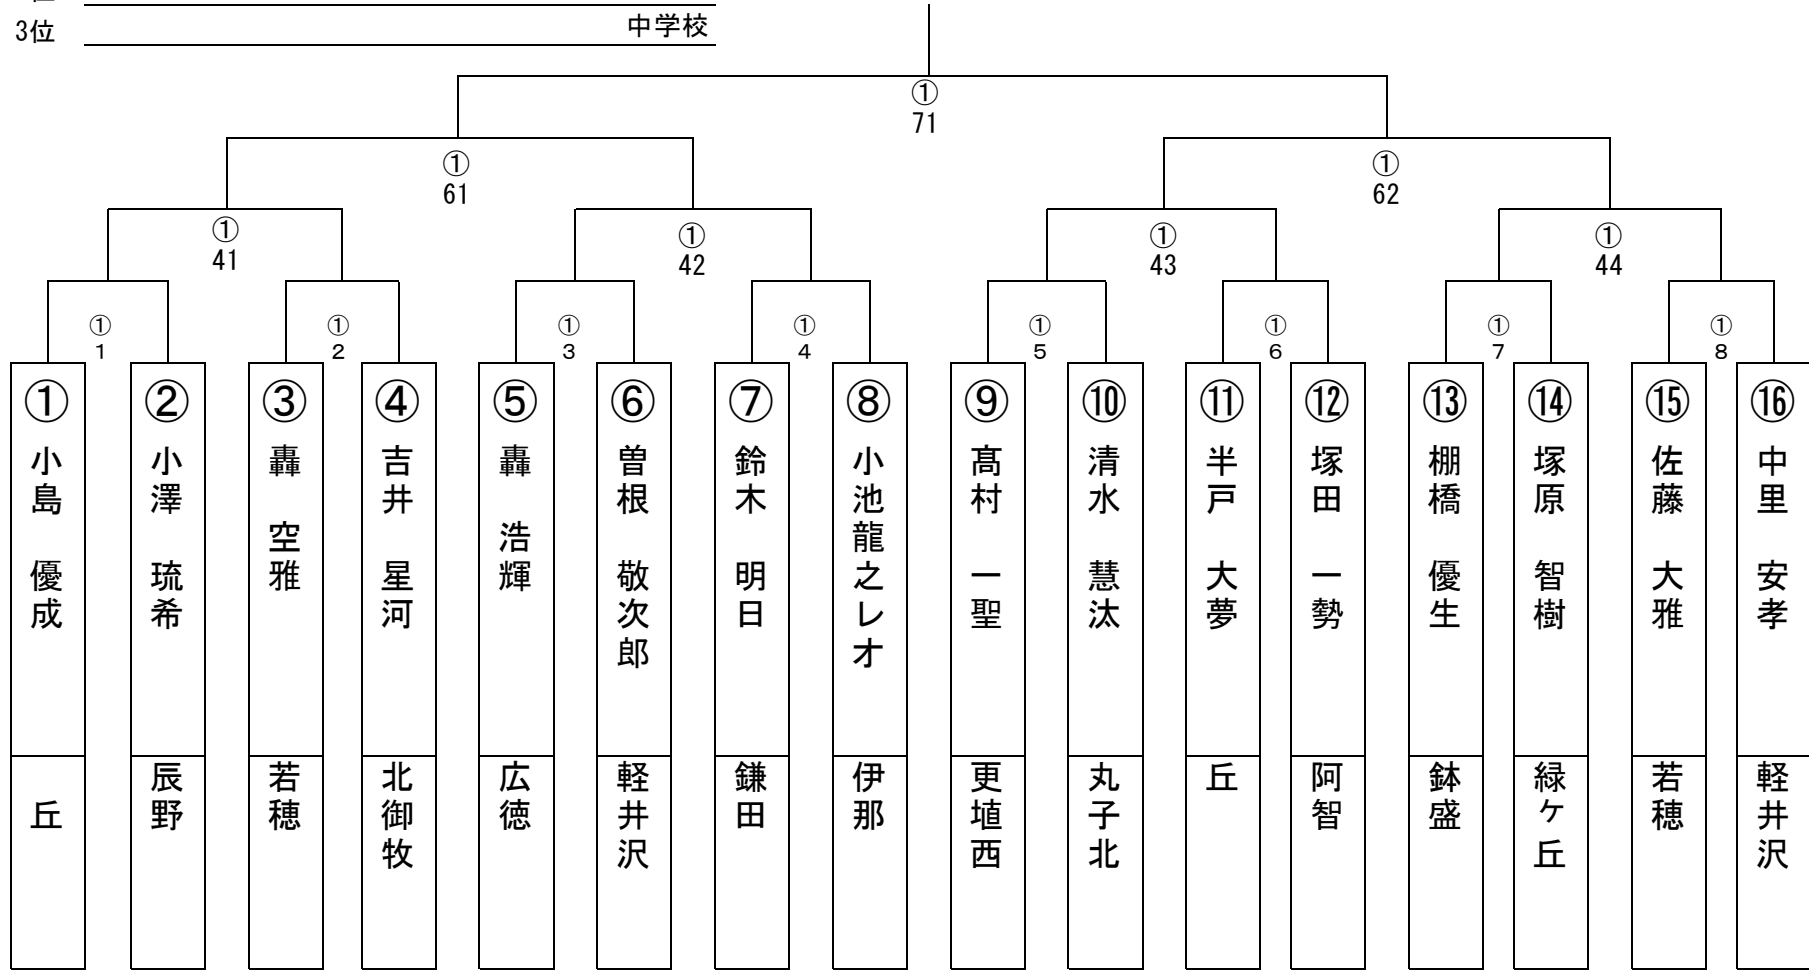 3位
中学校
①
71
①
61
①
62
①
41
①
42
①
43
①
44
①
1
①
2
①
3
①
4
①
5
①
6
①
7
①
8
①
小島 優成
丘
②
小澤 琉希
辰野
③
轟 空雅
若穂
④
吉井 星河
北御牧
⑤
轟 浩輝
広徳
⑥
曽根 敬次郎
軽井沢
⑦
鈴木 明日
鎌田
⑧
小池龍之レオ
伊那
⑨
髙村 一聖
更埴西
⑩
清水 慧汰
丸子北
⑪
半戸 大夢
丘
⑫
塚田 一勢
阿智
⑬
棚橋 優生
鉢盛
⑭
塚原 智樹
緑ケ丘
⑮
佐藤 大雅
若穂
⑯
中里 安孝
軽井沢